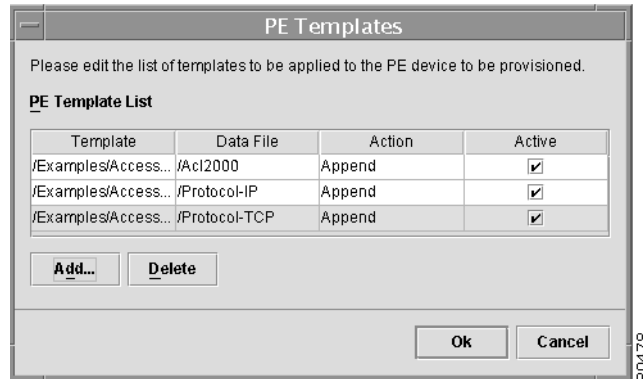 PE Templates
Please edit the list of templates to be applied to the PE device to be provisioned.
PE Template List
Template Data File Action Active
/Examples/Access... /Acl2000 Append
/Examples/Access... /Protocol-IP Append
/Examples/Access... /Protocol-TCP Append
Add... Delete
Ok Cancel